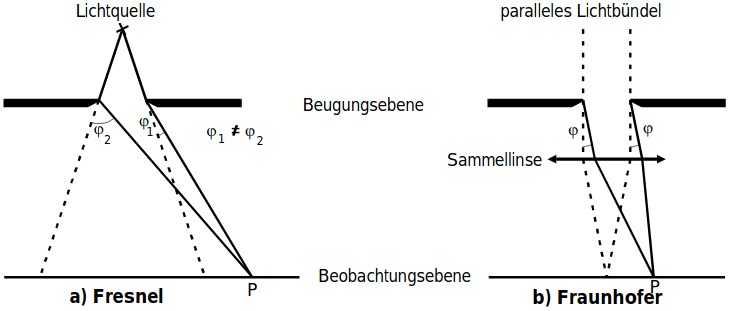 Lichtquelle
paralleles Lichtbündel
Beugungsebene
φ2
φ1
φ1 ≠ φ2
φ
φ
Sammellinse
Beobachtungsebene
P
P
a) Fresnel
b) Fraunhofer